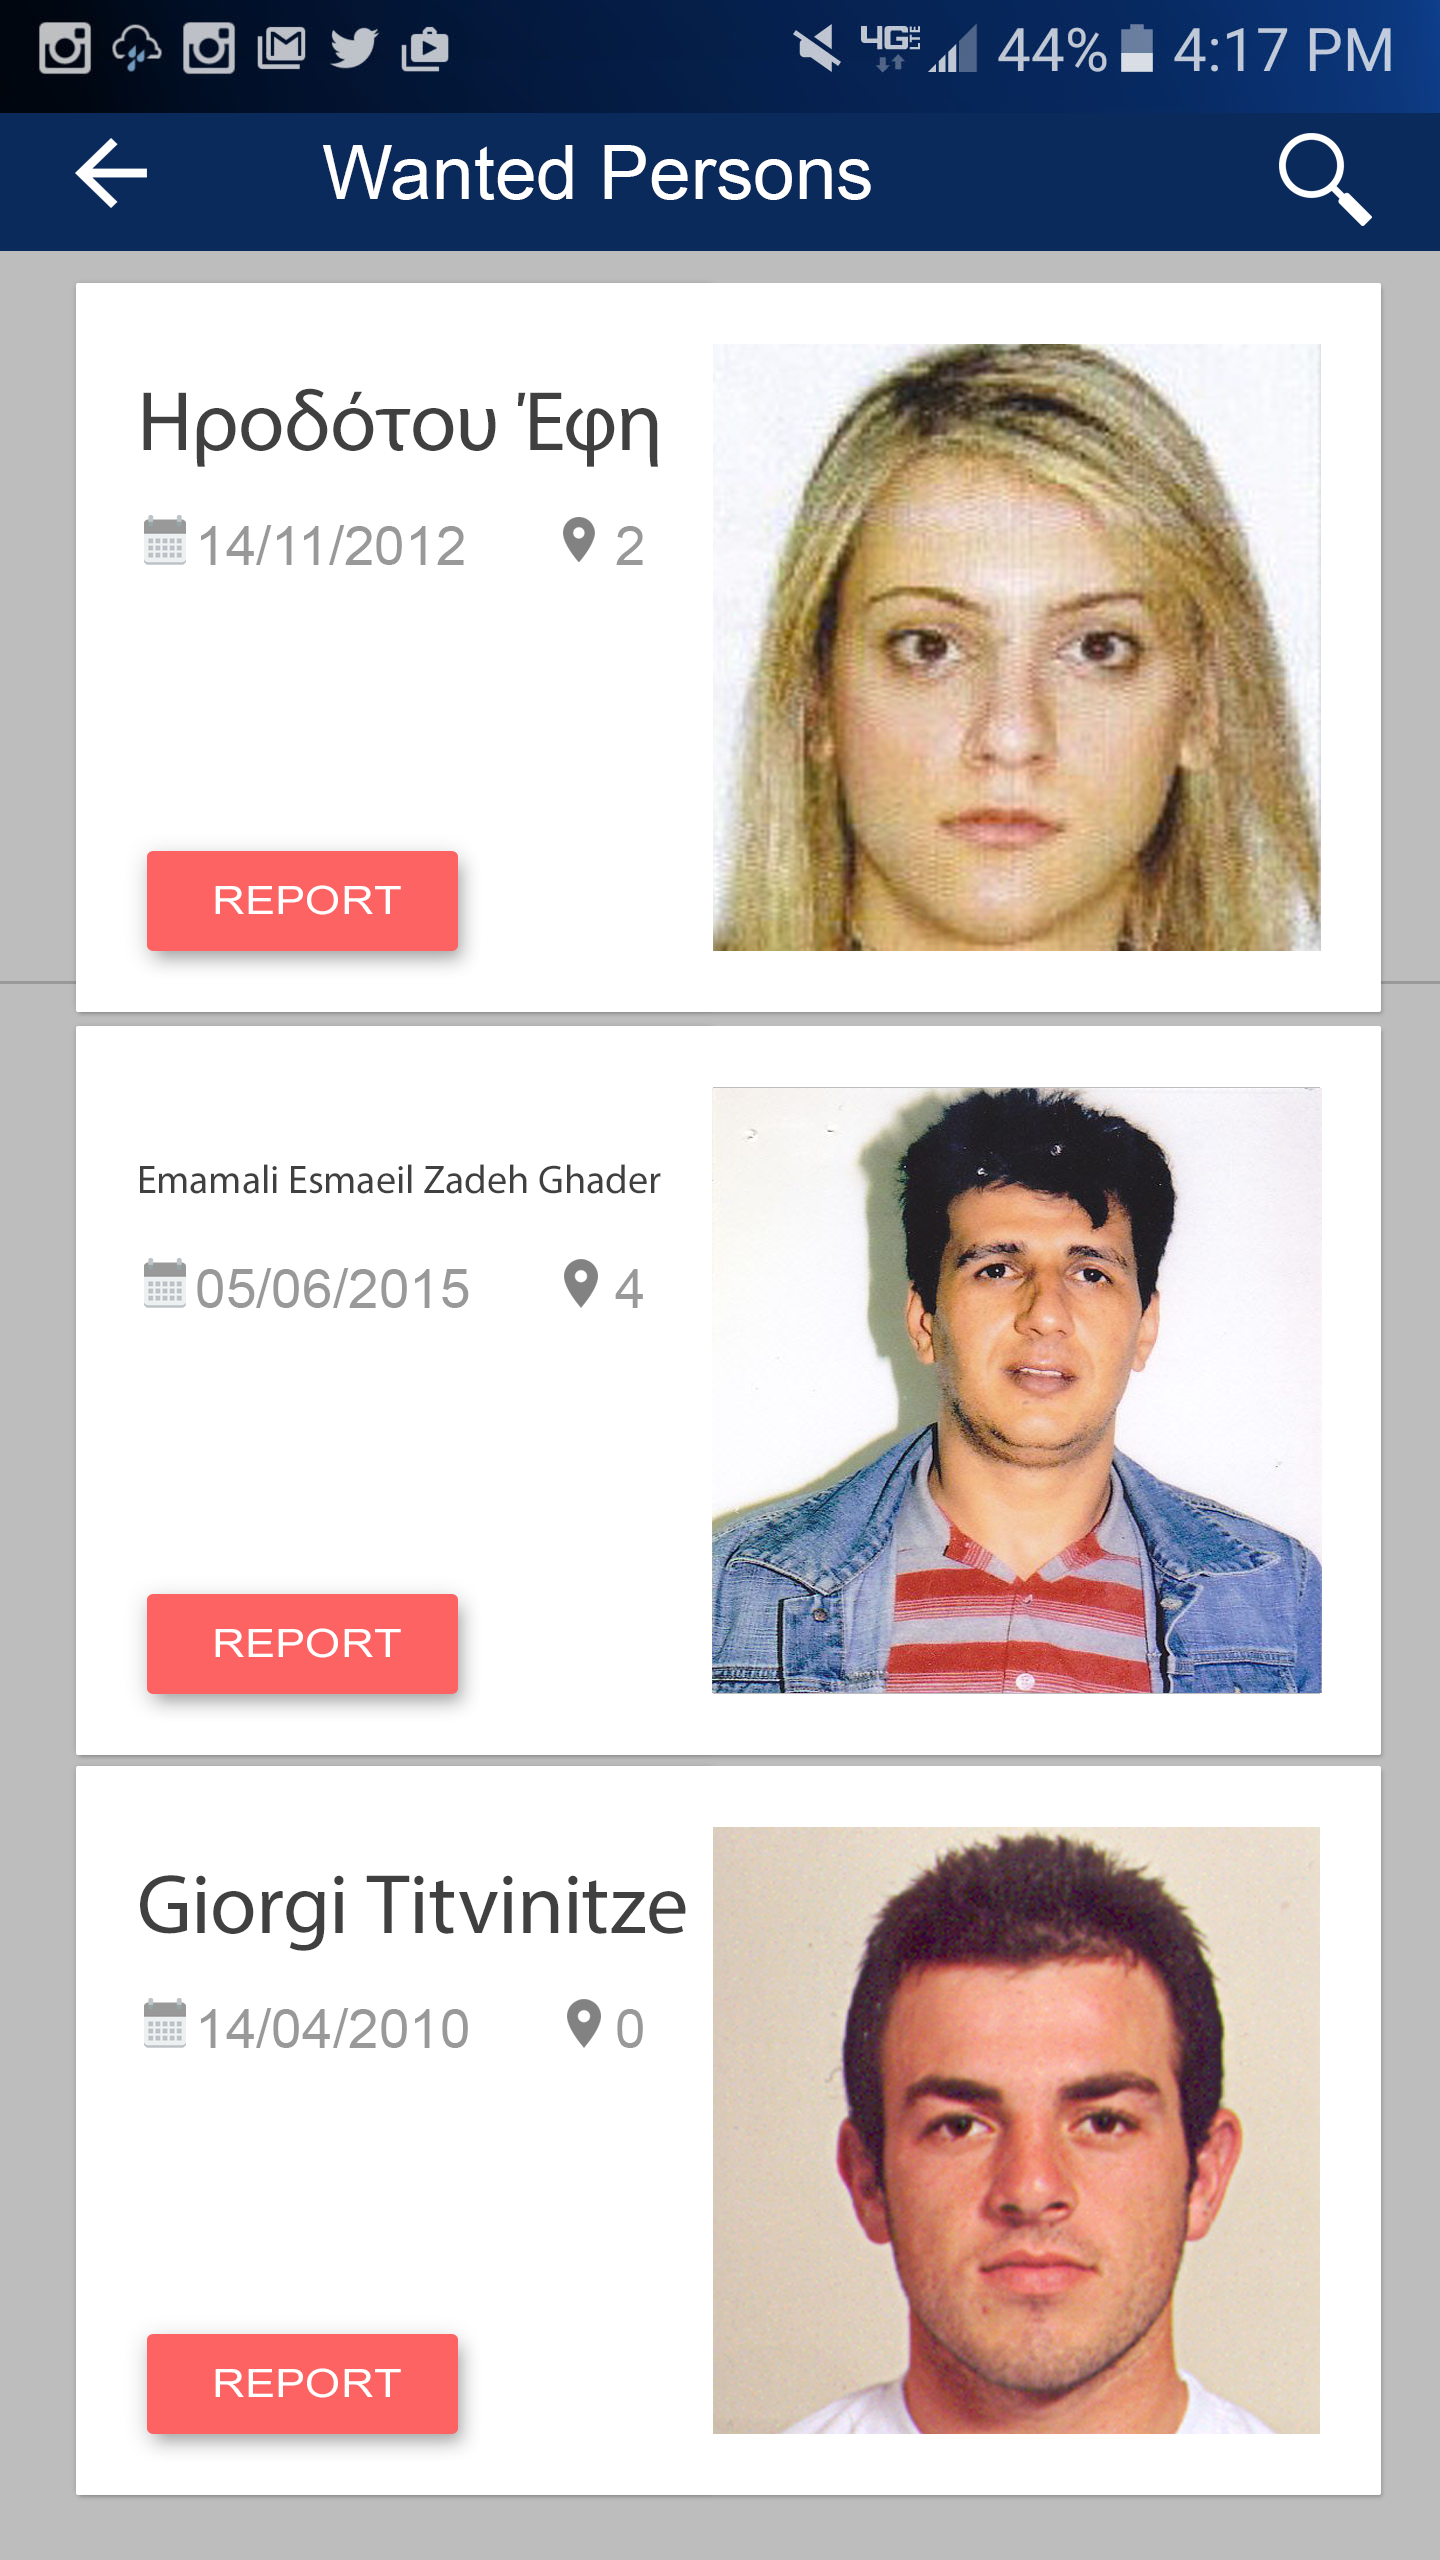 4G LTE 44% 4:17 PM
Wanted Persons
Ηροδότου Έφη
14/11/2012 2
REPORT
Emamali Esmaeil Zadeh Ghader
05/06/2015 4
REPORT
Giorgi Titvinitze
14/04/2010 0
REPORT